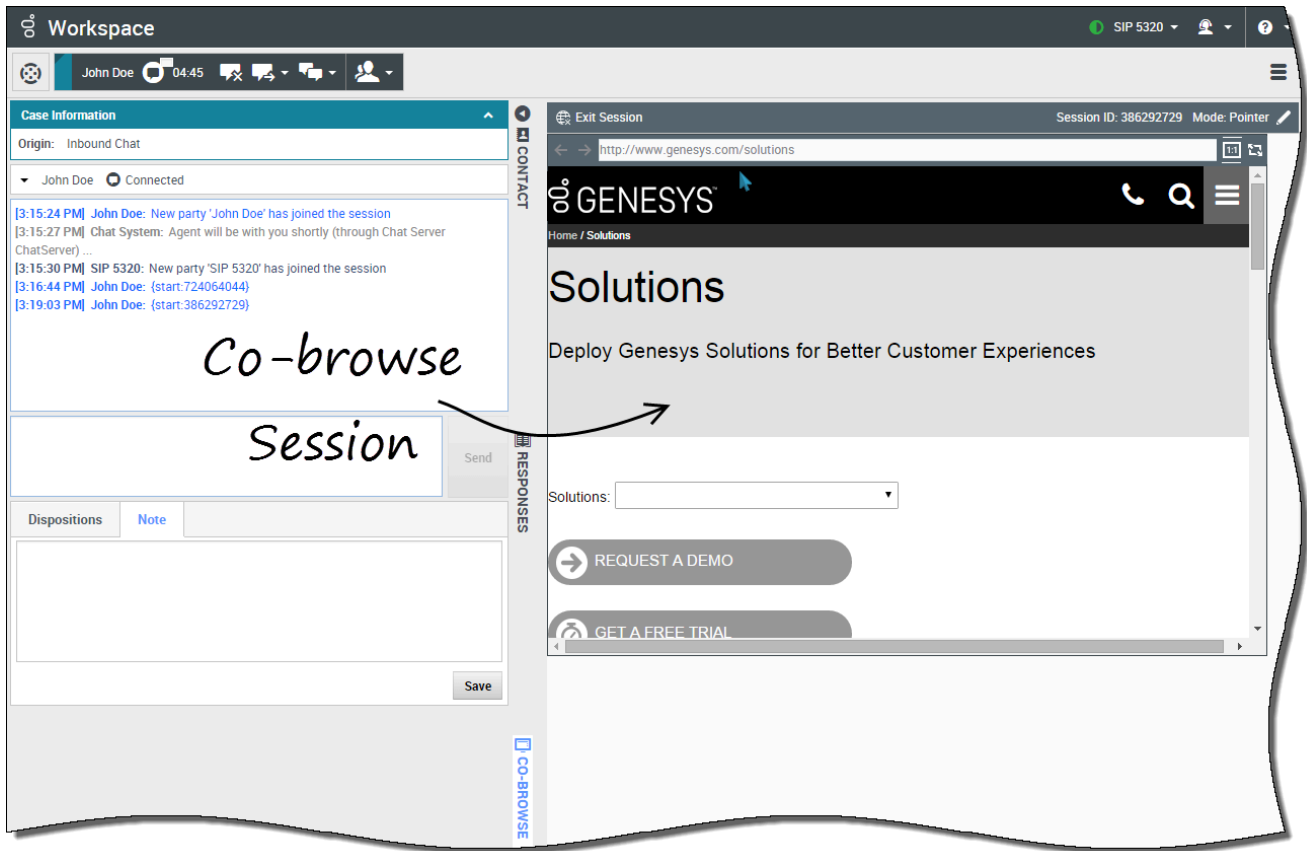 Workspace
SIP 5320
John Doe 04:45
Case Information
Origin: Inbound Chat
John Doe Connected
[3:15:24 PM] John Doe: New party 'John Doe' has joined the session
[3:15:27 PM] Chat System: Agent will be with you shortly (through Chat Server
ChatServer) ...
[3:15:30 PM] SIP 5320: New party 'SIP 5320' has joined the session
[3:16:44 PM] John Doe: {start:724064044}
[3:19:03 PM] John Doe: {start:386292729}
Co-browse
Session
Send
Dispositions Note
Save
CONTACT
RESPONSES
CO-BROWSE
Exit Session
Session ID: 386292729 Mode: Pointer
http://www.genesys.com/solutions
1:1
GENESYS™
Home / Solutions
Solutions
Deploy Genesys Solutions for Better Customer Experiences
Solutions:
REQUEST A DEMO
GET A FREE TRIAL